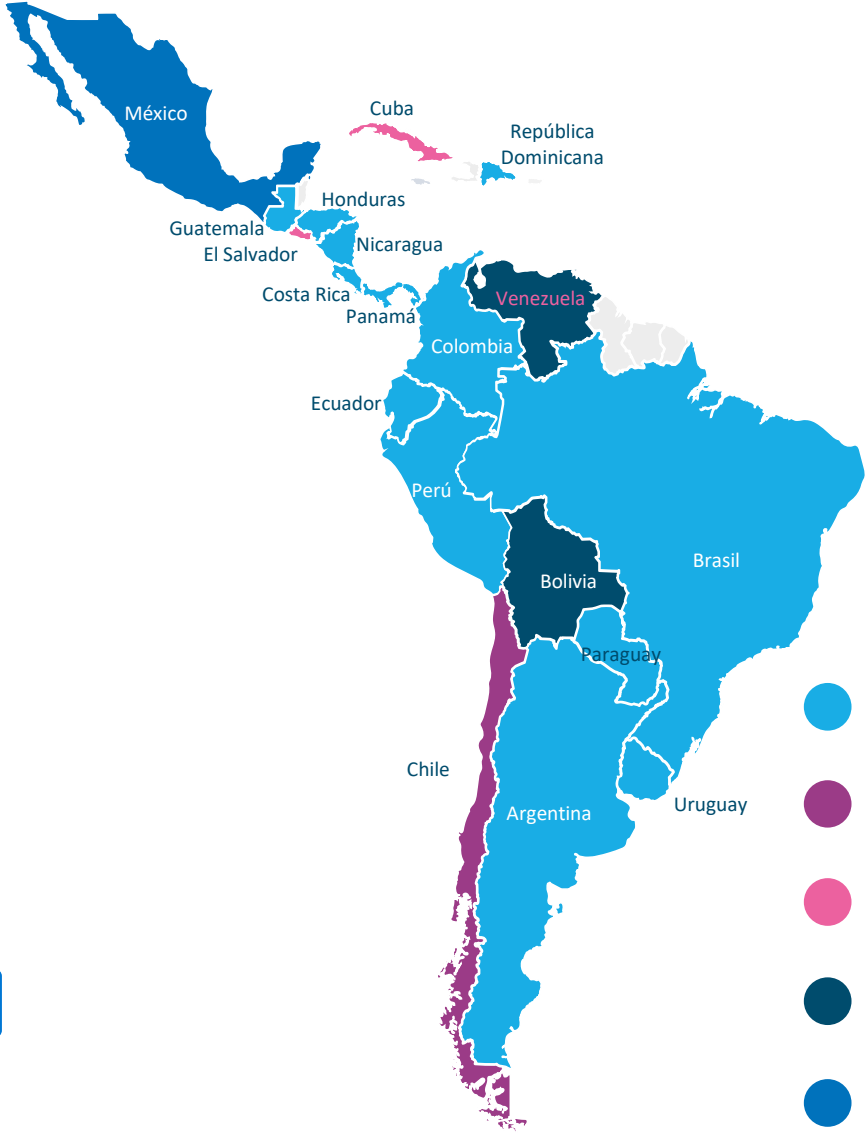 México
Cuba
República
Dominicana
Honduras
Guatemala
El Salvador
Nicaragua
Costa Rica
Panamá
Venezuela
Colombia
Ecuador
Perú
Brasil
Bolivia
Paraguay
Chile
Argentina
Uruguay